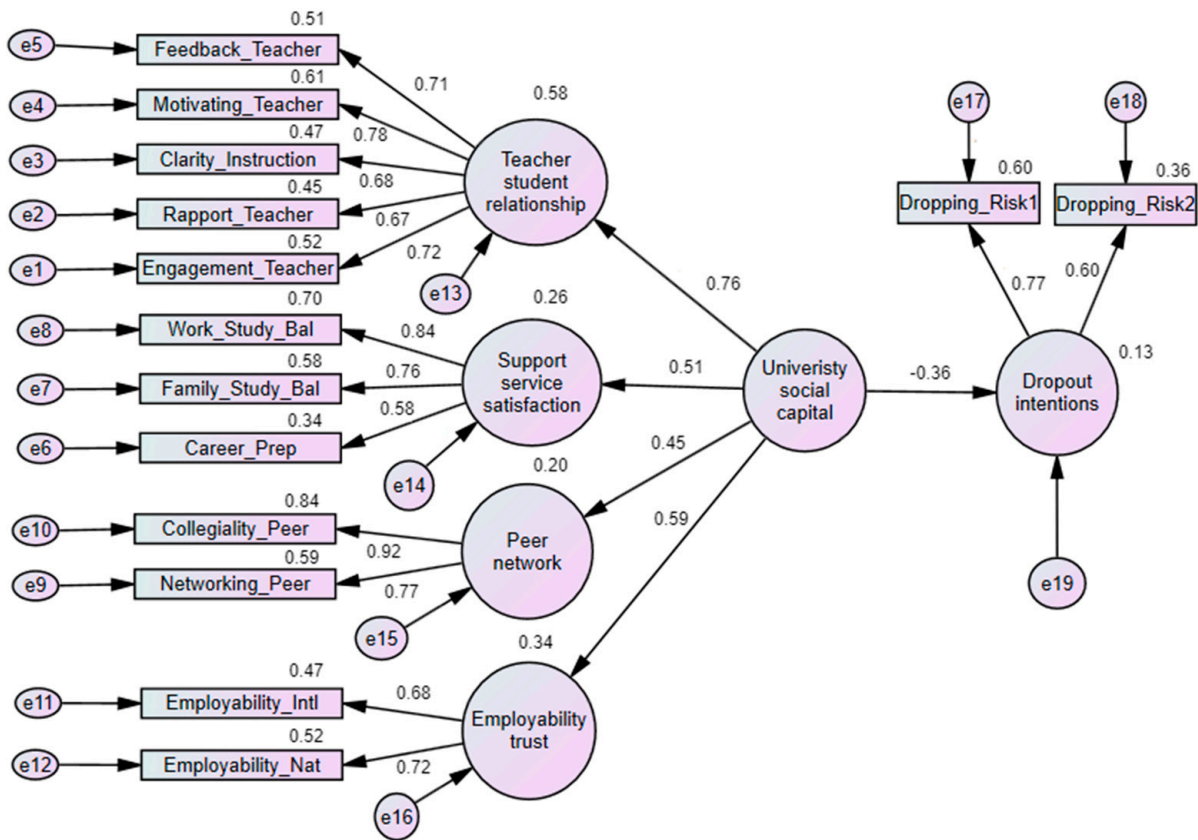 0.51
e5
Feedback_Teacher
0.71
0.61
e4
Motivating_Teacher
0.78
0.47
e3
Clarity_Instruction
0.68
0.45
e2
Rapport_Teacher
0.67
0.52
e1
Engagement_Teacher
0.72
0.58
Teacher
student
relationship
e13
0.70
e8
Work_Study_Bal
0.84
0.58
e7
Family_Study_Bal
0.76
0.34
e6
Career_Prep
0.58
0.26
Support
service
satisfaction
e14
0.84
e10
Collegiality_Peer
0.92
0.59
e9
Networking_Peer
0.77
0.20
Peer
network
e15
0.47
e11
Employability_Intl
0.68
0.52
e12
Employability_Nat
0.72
0.34
Employability
trust
e16
0.76
0.51
0.45
0.59
Univeristy
social
capital
-0.36
e17
e18
0.60
0.36
Dropping_Risk1
Dropping_Risk2
0.77
0.60
0.13
Dropout
intentions
e19